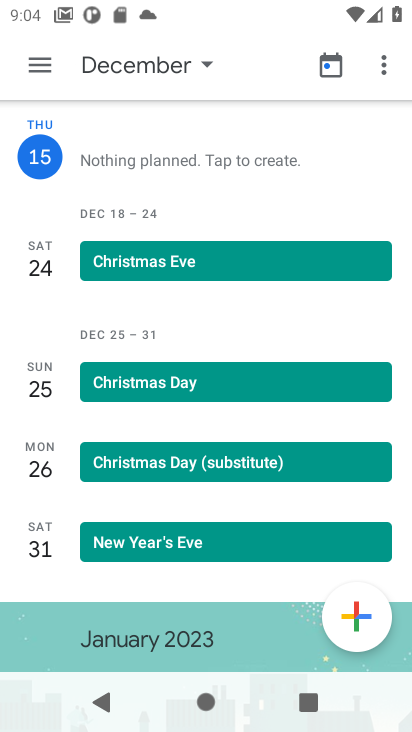 9:04
December
THU
15
Nothing planned. Tap to create.
DEC 18 – 24
SAT
24
Christmas Eve
DEC 25 – 31
SUN
25
Christmas Day
MON
26
Christmas Day (substitute)
SAT
31
New Year's Eve
January 2023